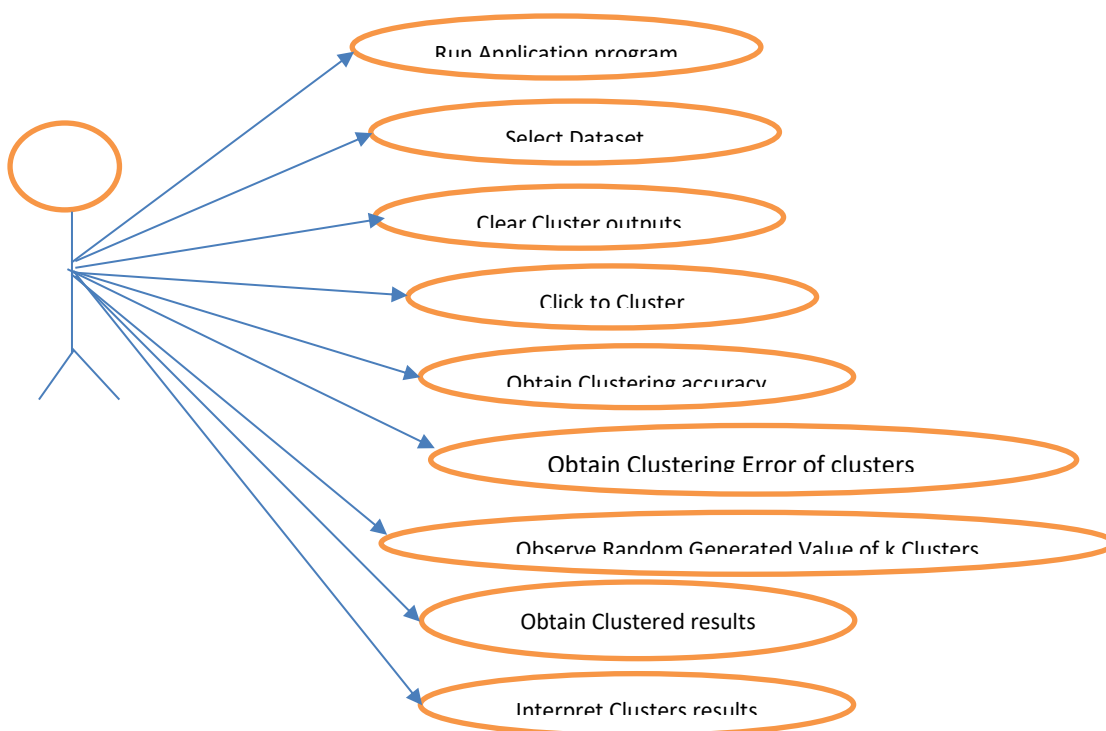 Run Application program
Select Dataset
Clear Cluster outputs
Click to Cluster
Obtain Clustering accuracy
Obtain Clustering Error of clusters
Observe Random Generated Value of k Clusters
Obtain Clustered results
Interpret Clusters results